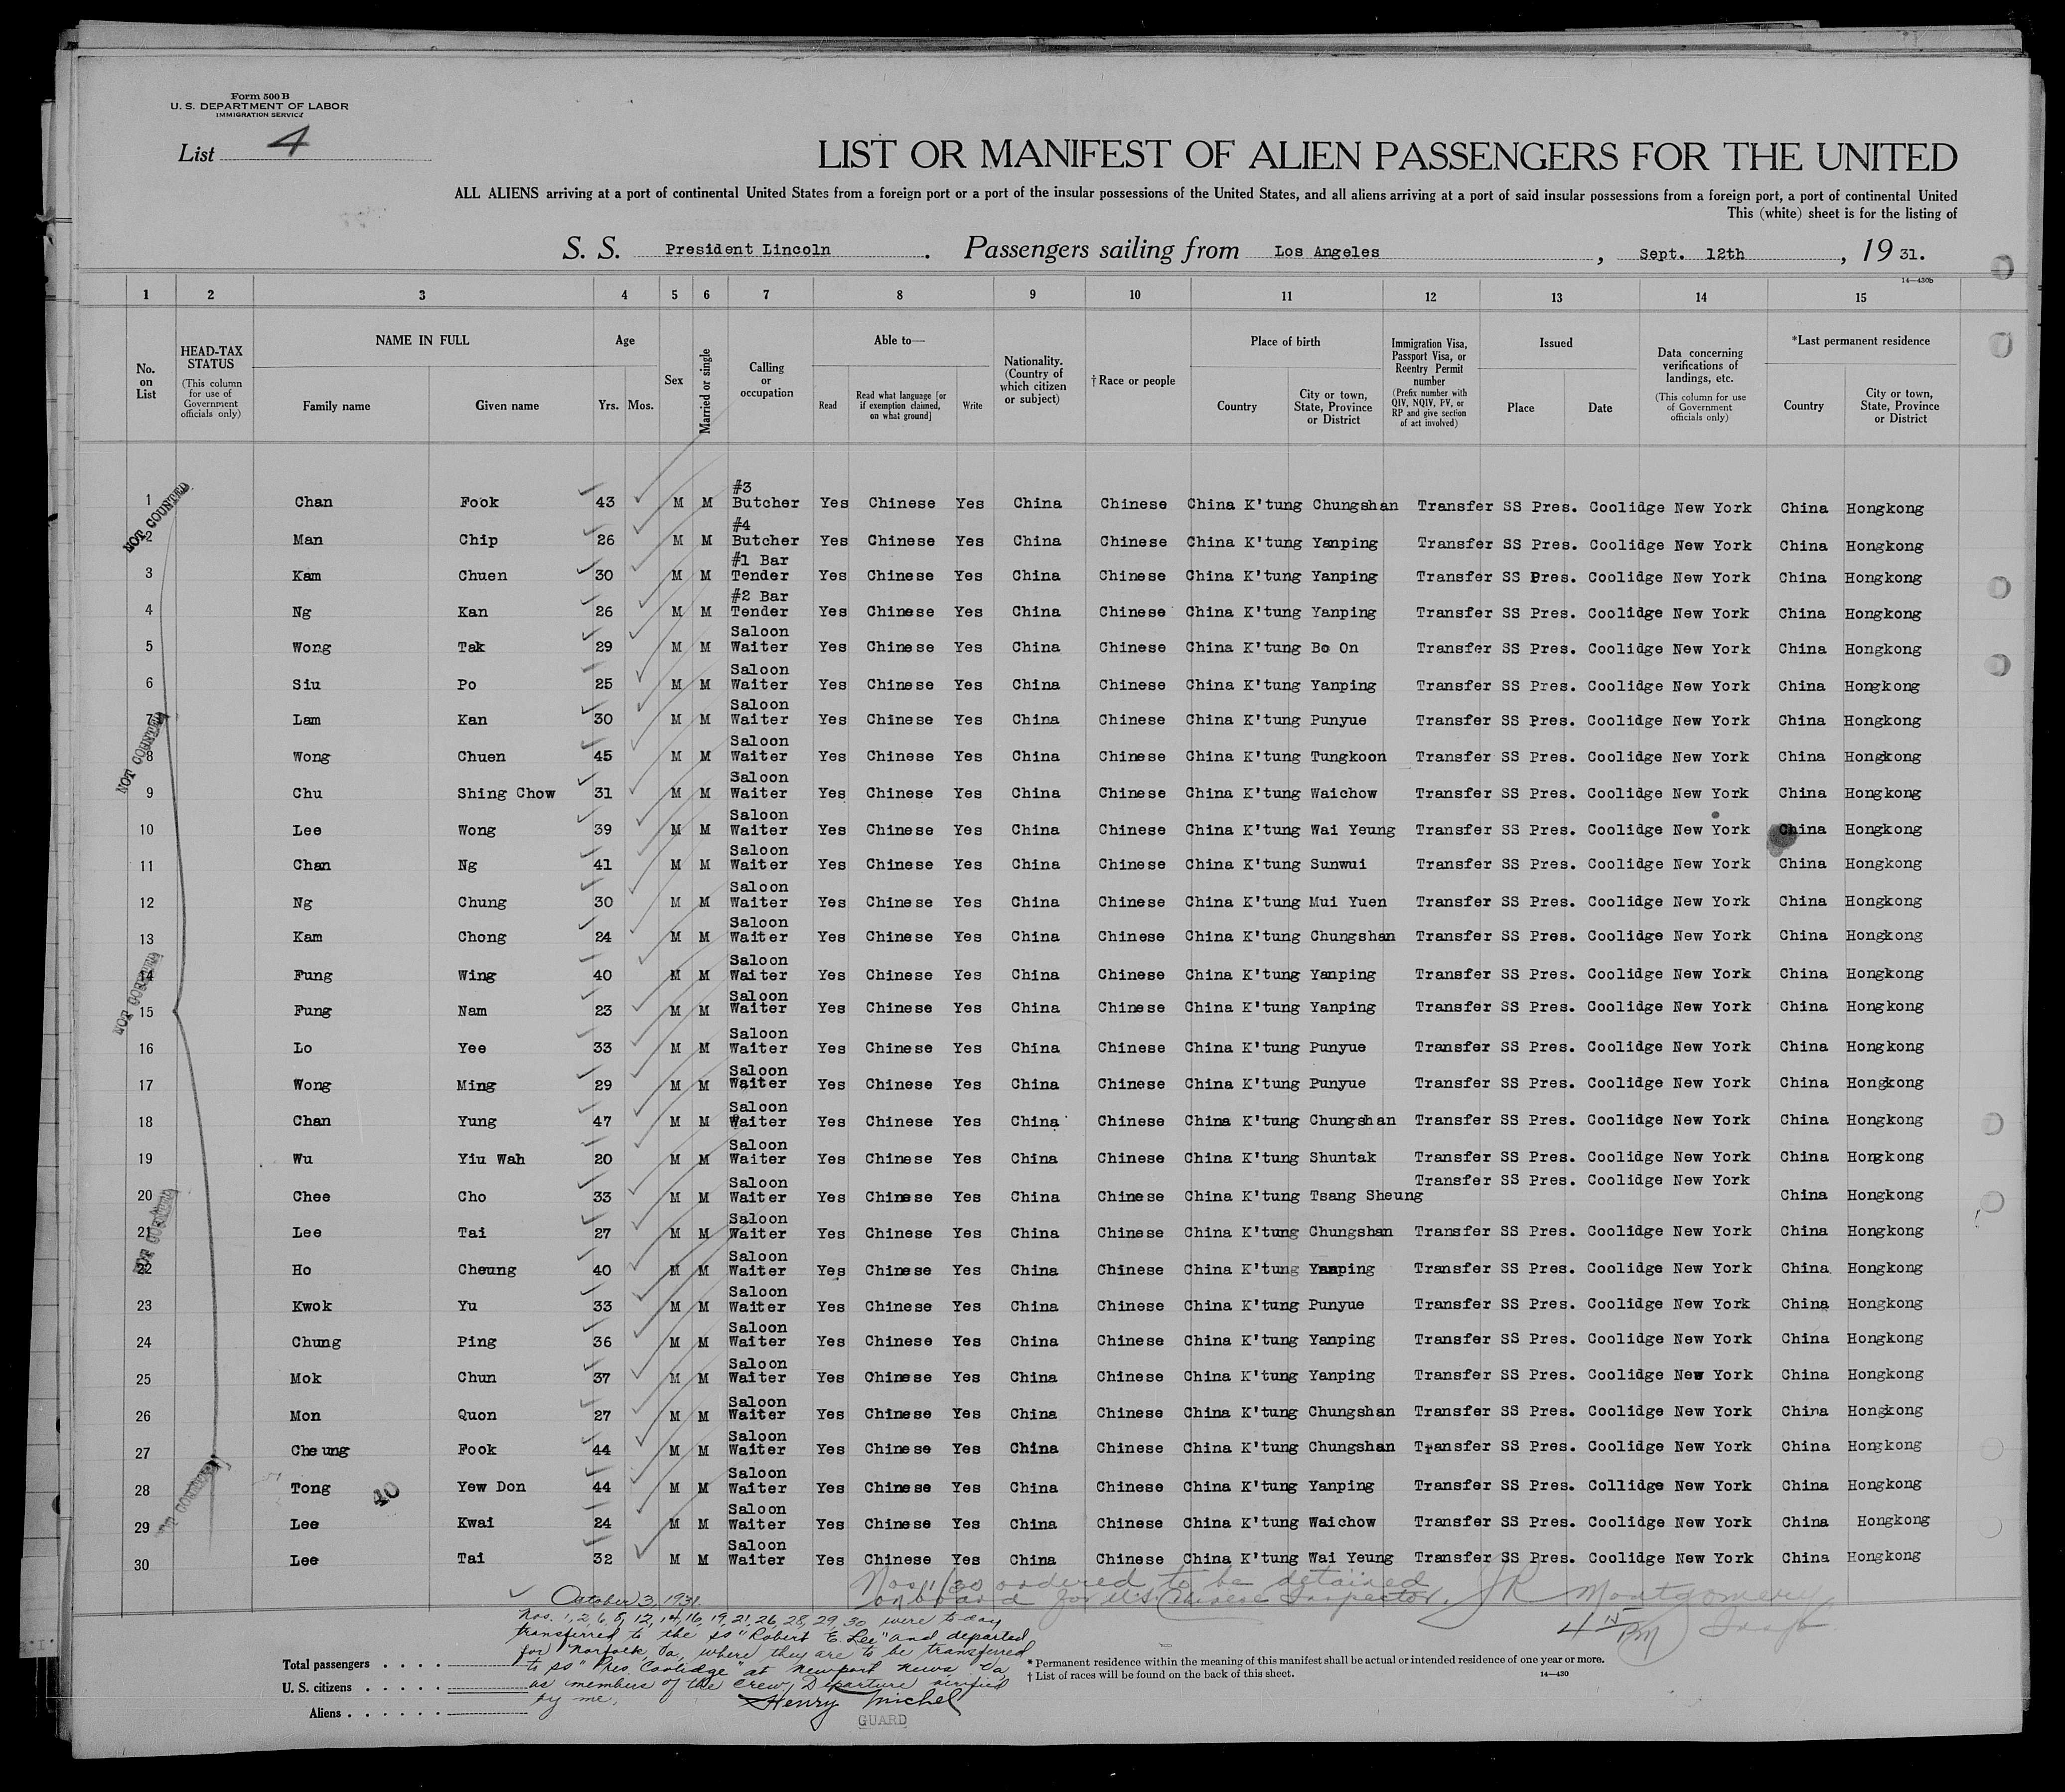 Form 500 B
U. S. DEPARTMENT OF LABOR
IMMIGRATION SERVICE
List 4
LIST OR MANIFEST OF ALIEN PASSENGERS FOR THE UNITED
ALL ALIENS arriving at a port of continental United States from a foreign port or a port of the insular possessions of the United States, and all aliens arriving at a port of said insular possessions from a foreign port, a port of continental United
This (white) sheet is for the listing of
S. S. President Lincoln. Passengers sailing from Los Angeles, Sept. 12th, 19 31.
14—430b
1 2 3 4 5 6 7 8 9 10 11 12 13 14 15
No. on List
HEAD-TAX STATUS
(This column for use of Government officials only)
NAME IN FULL
Family name Given name
Age
Yrs. Mos.
Sex
Married or single
Calling or occupation
Able to—
Read Read what language [or if exemption claimed, on what ground] Write
Nationality. (Country of which citizen or subject)
† Race or people
Place of birth
Country City or town, State, Province or District
Immigration Visa, Passport Visa, or Reentry Permit number
(Prefix number with QIV, NQIV, PV, or RP and give section of act involved)
Issued
Place Date
Data concerning verifications of landings, etc.
(This column for use of Government officials only)
*Last permanent residence
Country City or town, State, Province or District
1 Chan Fook 43 M M #3 Butcher Yes Chinese Yes China Chinese China K'tung Chungshan Transfer SS Pres. Coolidge New York China Hongkong
2 Man Chip 26 M M #4 Butcher Yes Chinese Yes China Chinese China K'tung Yanping Transfer SS Pres. Coolidge New York China Hongkong
3 Kam Chuen 30 M M #1 Bar Tender Yes Chinese Yes China Chinese China K'tung Yanping Transfer SS Pres. Coolidge New York China Hongkong
4 Ng Kan 26 M M #2 Bar Tender Yes Chinese Yes China Chinese China K'tung Yanping Transfer SS Pres. Coolidge New York China Hongkong
5 Wong Tak 29 M M Saloon Waiter Yes Chinese Yes China Chinese China K'tung Bo On Transfer SS Pres. Coolidge New York China Hongkong
6 Siu Po 25 M M Saloon Waiter Yes Chinese Yes China Chinese China K'tung Yanping Transfer SS Pres. Coolidge New York China Hongkong
7 Lam Kan 30 M M Saloon Waiter Yes Chinese Yes China Chinese China K'tung Punyue Transfer SS Pres. Coolidge New York China Hongkong
8 Wong Chuen 45 M M Saloon Waiter Yes Chinese Yes China Chinese China K'tung Tungkoon Transfer SS Pres. Coolidge New York China Hongkong
9 Chu Shing Chow 31 M M Saloon Waiter Yes Chinese Yes China Chinese China K'tung Waichow Transfer SS Pres. Coolidge New York China Hongkong
10 Lee Wong 39 M M Saloon Waiter Yes Chinese Yes China Chinese China K'tung Wai Yeung Transfer SS Pres. Coolidge New York China Hongkong
11 Chan Ng 41 M M Saloon Waiter Yes Chinese Yes China Chinese China K'tung Sunwui Transfer SS Pres. Coolidge New York China Hongkong
12 Ng Chung 30 M M Saloon Waiter Yes Chinese Yes China Chinese China K'tung Mui Yuen Transfer SS Pres. Coolidge New York China Hongkong
13 Kam Chong 24 M M Saloon Waiter Yes Chinese Yes China Chinese China K'tung Chungshan Transfer SS Pres. Coolidge New York China Hongkong
14 Fung Wing 40 M M Saloon Waiter Yes Chinese Yes China Chinese China K'tung Yanping Transfer SS Pres. Coolidge New York China Hongkong
15 Fung Nam 23 M M Saloon Waiter Yes Chinese Yes China Chinese China K'tung Yanping Transfer SS Pres. Coolidge New York China Hongkong
16 Lo Yee 33 M M Saloon Waiter Yes Chinese Yes China Chinese China K'tung Punyue Transfer SS Pres. Coolidge New York China Hongkong
17 Wong Ming 29 M M Saloon Waiter Yes Chinese Yes China Chinese China K'tung Punyue Transfer SS Pres. Coolidge New York China Hongkong
18 Chan Yung 47 M M Saloon Waiter Yes Chinese Yes China Chinese China K'tung Chungshan Transfer SS Pres. Coolidge New York China Hongkong
19 Wu Yiu Wah 20 M M Saloon Waiter Yes Chinese Yes China Chinese China K'tung Shuntak Transfer SS Pres. Coolidge New York China Hongkong
20 Chee Cho 33 M M Saloon Waiter Yes Chinese Yes China Chinese China K'tung Tsang Sheung Transfer SS Pres. Coolidge New York China Hongkong
21 Lee Tai 27 M M Saloon Waiter Yes Chinese Yes China Chinese China K'tung Chungshan Transfer SS Pres. Coolidge New York China Hongkong
22 Ho Cheung 40 M M Saloon Waiter Yes Chinese Yes China Chinese China K'tung Yanping Transfer SS Pres. Coolidge New York China Hongkong
23 Kwok Yu 33 M M Saloon Waiter Yes Chinese Yes China Chinese China K'tung Punyue Transfer SS Pres. Coolidge New York China Hongkong
24 Chung Ping 36 M M Saloon Waiter Yes Chinese Yes China Chinese China K'tung Yanping Transfer SS Pres. Coolidge New York China Hongkong
25 Mok Chun 37 M M Saloon Waiter Yes Chinese Yes China Chinese China K'tung Yanping Transfer SS Pres. Coolidge New York China Hongkong
26 Mon Quon 27 M M Saloon Waiter Yes Chinese Yes China Chinese China K'tung Chungshan Transfer SS Pres. Coolidge New York China Hongkong
27 Cheung Fook 44 M M Saloon Waiter Yes Chinese Yes China Chinese China K'tung Chungshan Transfer SS Pres. Coolidge New York China Hongkong
28 Tong 40 Yew Don 44 M M Saloon Waiter Yes Chinese Yes China Chinese China K'tung Yanping Transfer SS Pres. Collidge New York China Hongkong
29 Lee Kwai 24 M M Saloon Waiter Yes Chinese Yes China Chinese China K'tung Waichow Transfer SS Pres. Coolidge New York China Hongkong
30 Lee Tai 32 M M Saloon Waiter Yes Chinese Yes China Chinese China K'tung Wai Yeung Transfer SS Pres. Coolidge New York China Hongkong
NOT COUNTED
NOT COUNTED
NOT COUNTED
NOT COUNTED
NOT COUNTED
Nos 1/30 ordered to be detained
on board for U.S. Chinese Inspector. JR Montgomery
4 15 PM Insp.
October 3, 1931.
Nos. 1, 2, 6, 8, 12, 14, 16, 19, 21, 26, 28, 29, 30 were to day
transferred to the ss "Robert E. Lee" and departed
for Norfolk, Va, where they are to be transferred
to ss "Pres. Coolidge" at Newport News Va,
as members of the crew. Departure verified
by me, Henry Michel
GUARD
Total passengers . . . .
U. S. citizens . . . . .
Aliens . . . . . .
* Permanent residence within the meaning of this manifest shall be actual or intended residence of one year or more.
† List of races will be found on the back of this sheet.
14—430